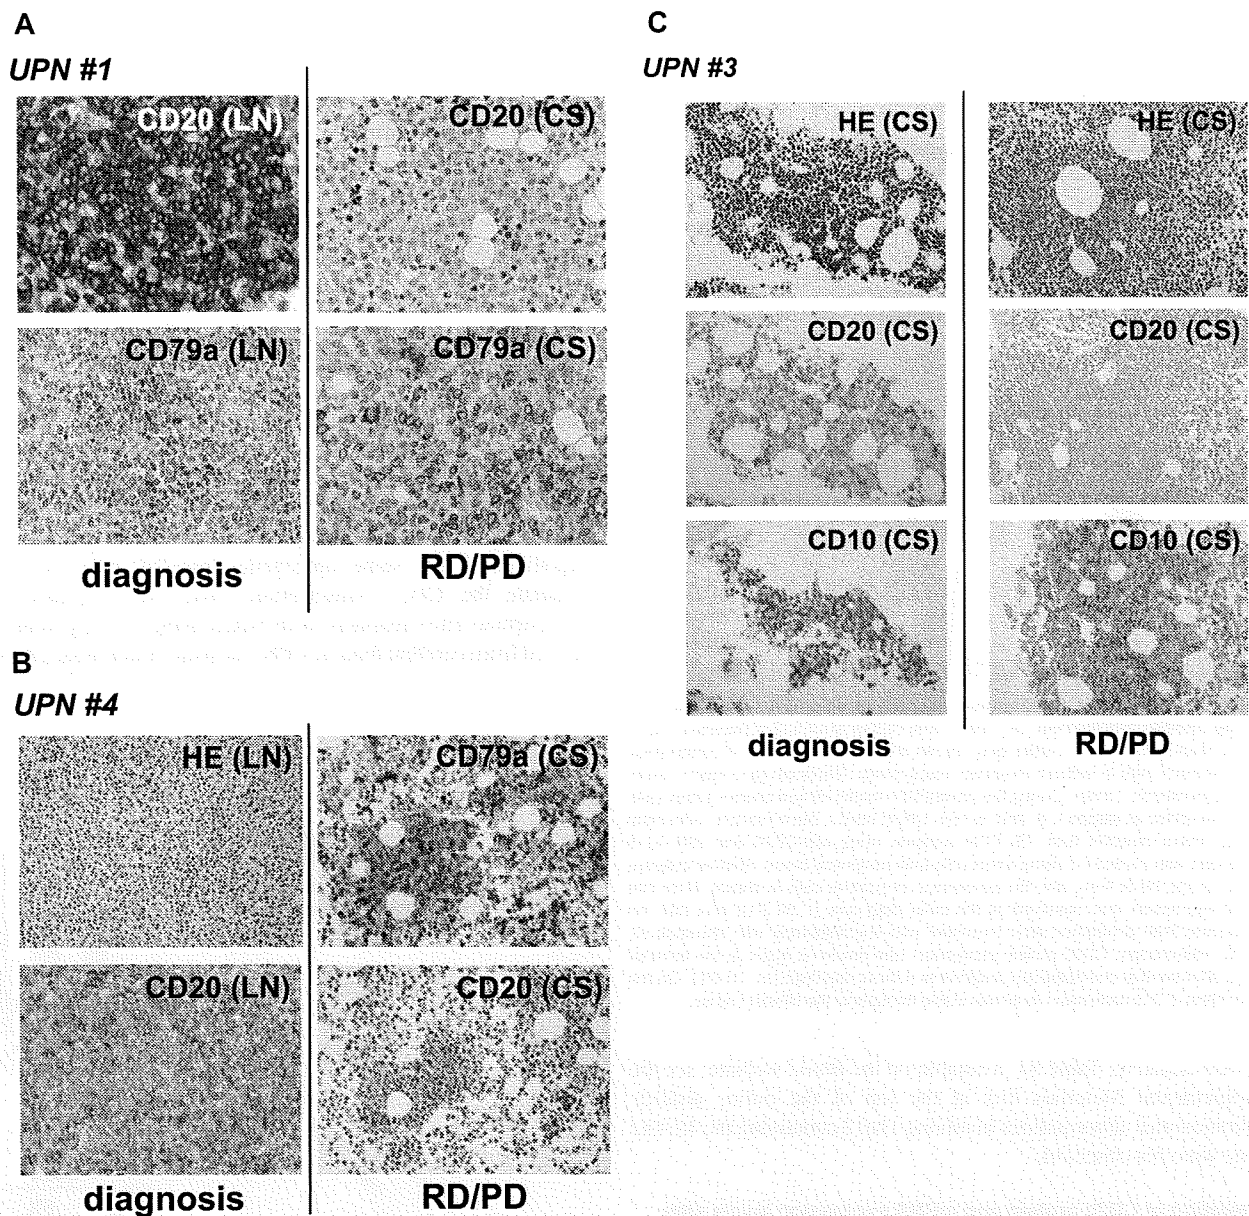 A
UPN #1
CD20 (LN)
CD20 (CS)
CD79a (LN)
CD79a (CS)
diagnosis
RD/PD
B
UPN #4
HE (LN)
CD79a (CS)
CD20 (LN)
CD20 (CS)
diagnosis
RD/PD
C
UPN #3
HE (CS)
HE (CS)
CD20 (CS)
CD20 (CS)
CD10 (CS)
CD10 (CS)
diagnosis
RD/PD